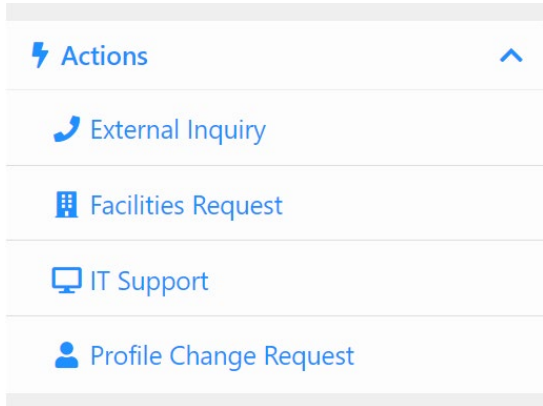 Actions
External Inquiry
Facilities Request
IT Support
Profile Change Request